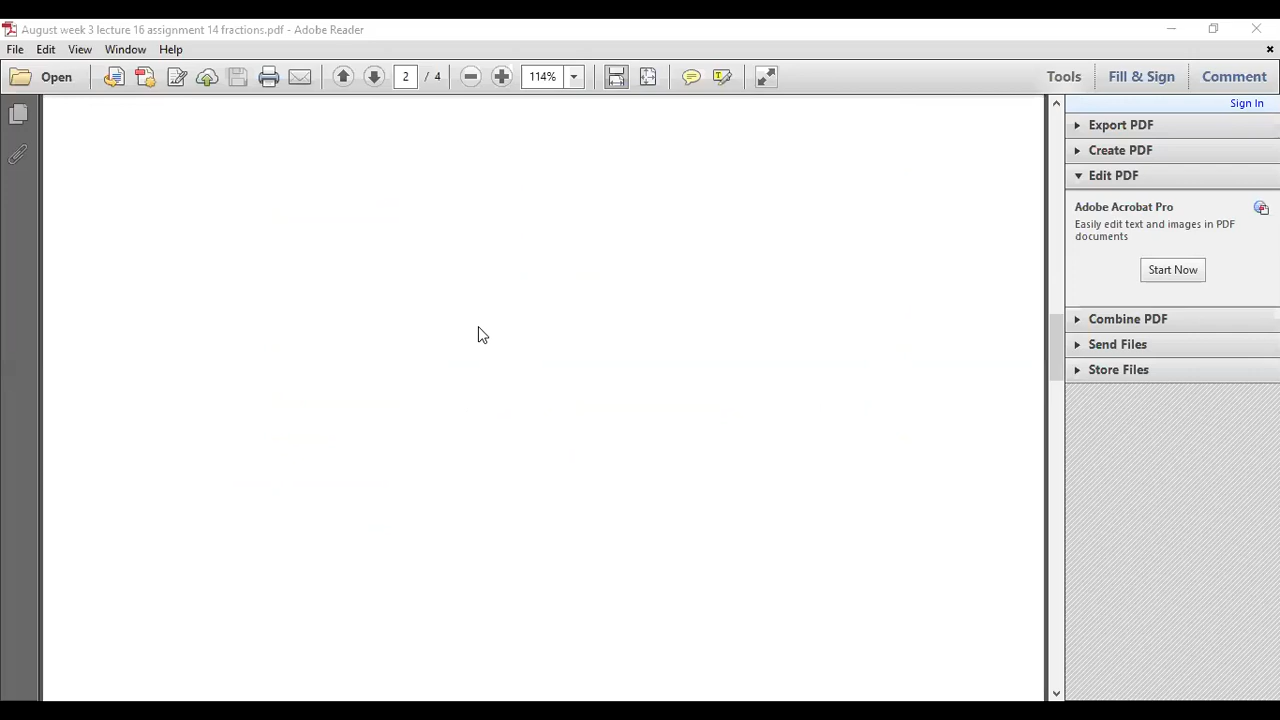 August week 3 lecture 16 assignment 14 fractions.pdf - Adobe Reader
File Edit View Window Help
Open 2 / 4 114% Tools Fill & Sign Comment
Sign In
Export PDF
Create PDF
Edit PDF
Adobe Acrobat Pro
Easily edit text and images in PDF
documents
Start Now
Combine PDF
Send Files
Store Files